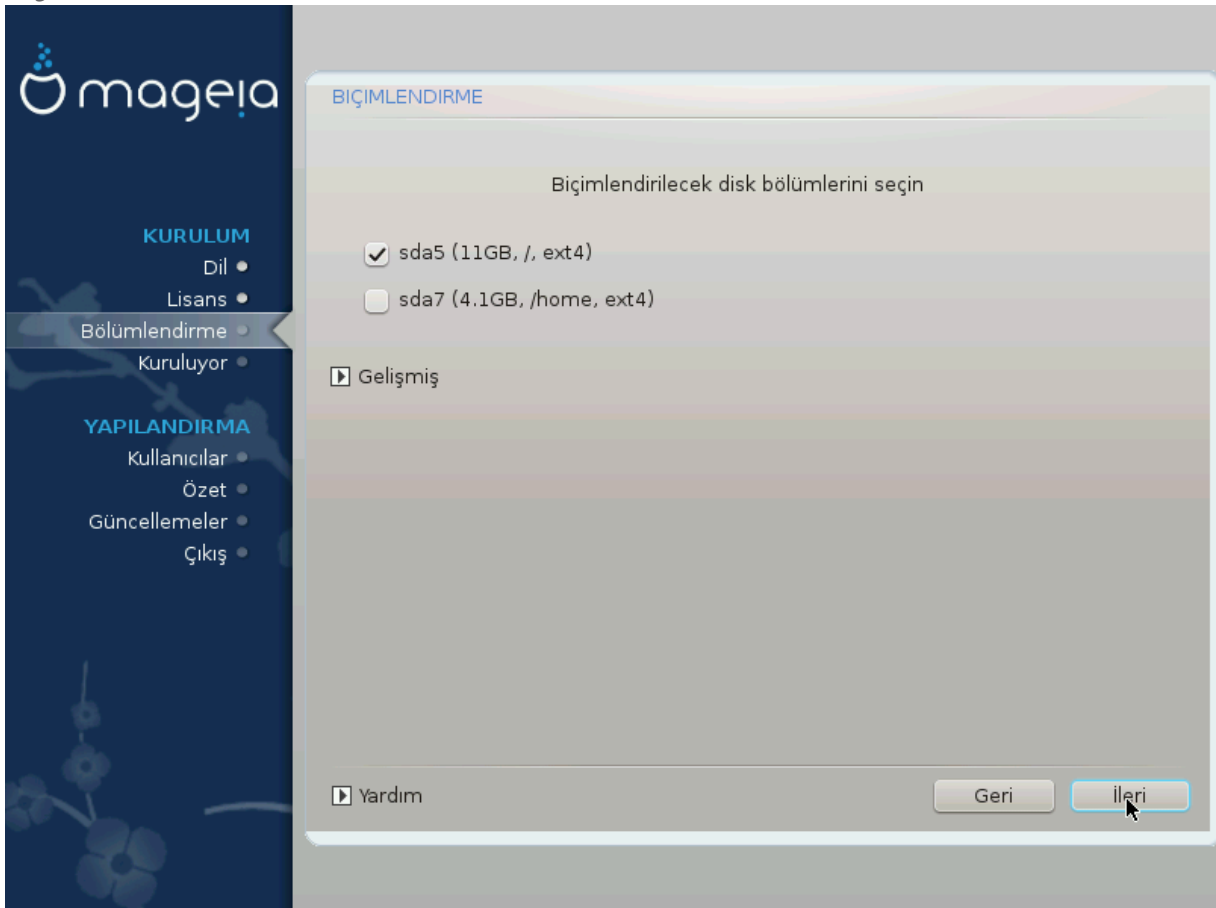 mageia
KURULUM
Dil
Lisans
Bölümlendirme
Kuruluyor
YAPILANDIRMA
Kullanıcılar
Özet
Güncellemeler
Çıkış
BIÇIMLENDIRME
Biçimlendirilecek disk bölümlerini seçin
sda5 (11GB, /, ext4)
sda7 (4.1GB, /home, ext4)
Gelişmiş
Yardım
Geri
İleri